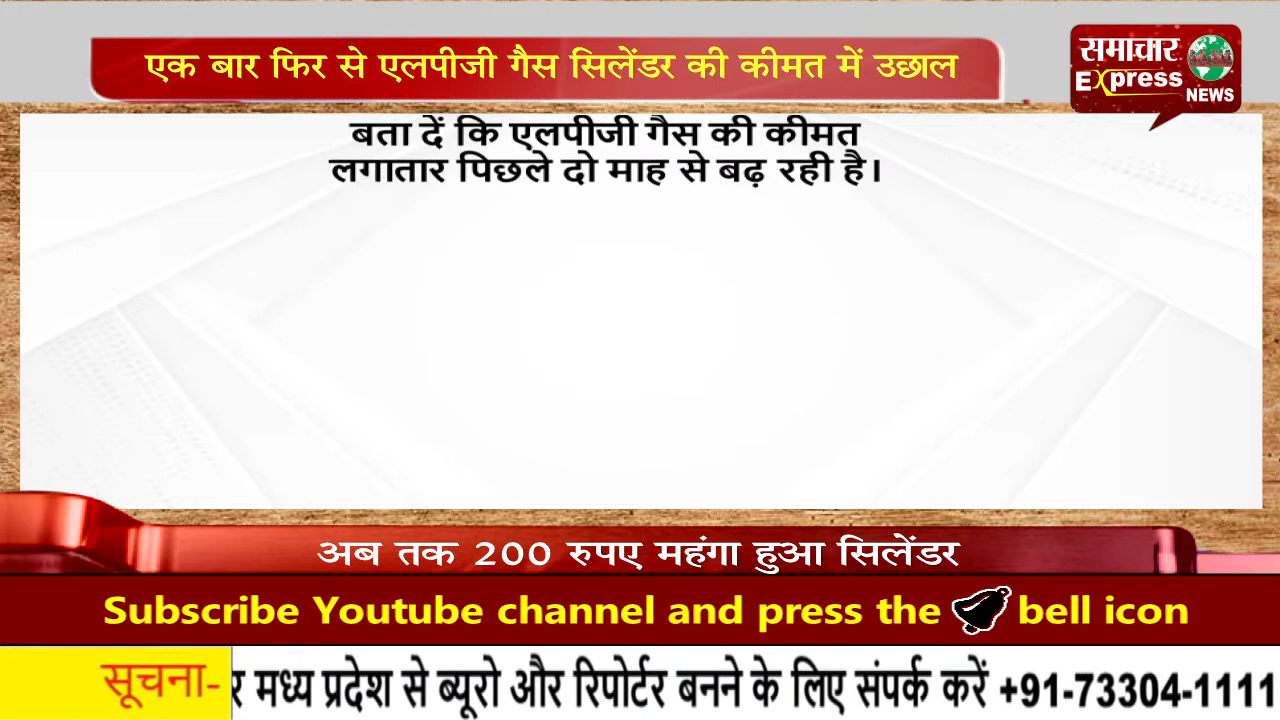 एक बार फिर से एलपीजी गैस सिलेंडर की कीमत में उछाल
समाचार
Express
NEWS
बता दें कि एलपीजी गैस की कीमत
लगातार पिछले दो माह से बढ़ रही है।
अब तक 200 रुपए महंगा हुआ सिलेंडर
Subscribe Youtube channel and press the bell icon
सूचना- र मध्य प्रदेश से ब्यूरो और रिपोर्टर बनने के लिए संपर्क करें +91-73304-1111